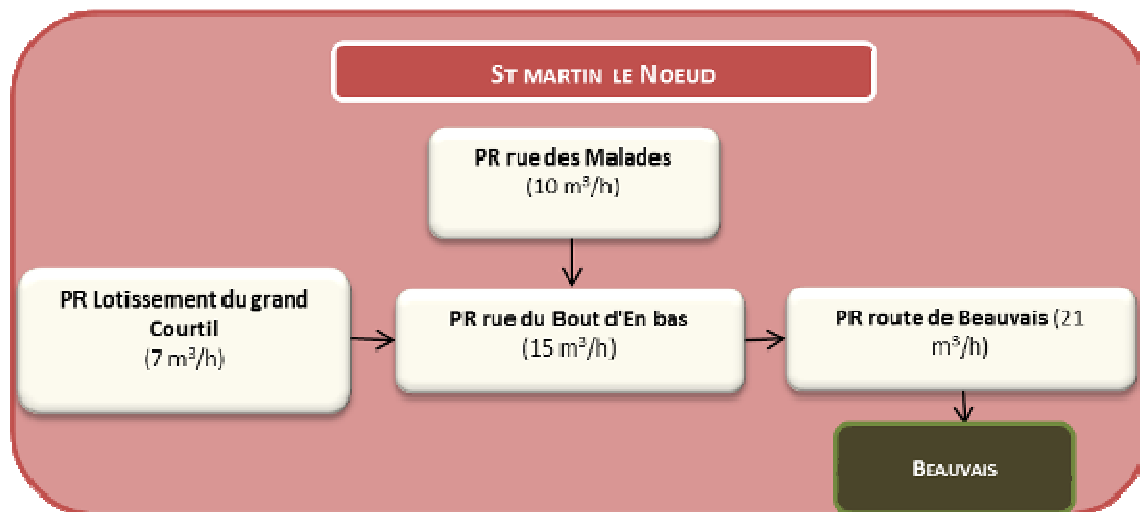 ST MARTIN LE NOEUD
PR rue des Malades
(10 m³/h)
PR Lotissement du grand
Courtil
(7 m³/h)
PR rue du Bout d'En bas
(15 m³/h)
PR route de Beauvais (21
m³/h)
BEAUVAIS